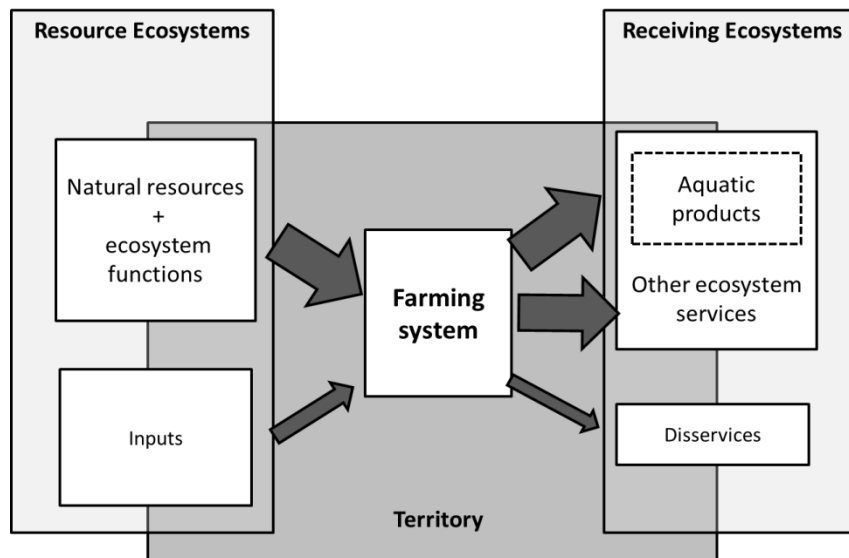 Resource Ecosystems
Receiving Ecosystems
Natural resources
+
ecosystem
functions
Inputs
Farming
system
Aquatic
products
Other ecosystem
services
Disservices
Territory